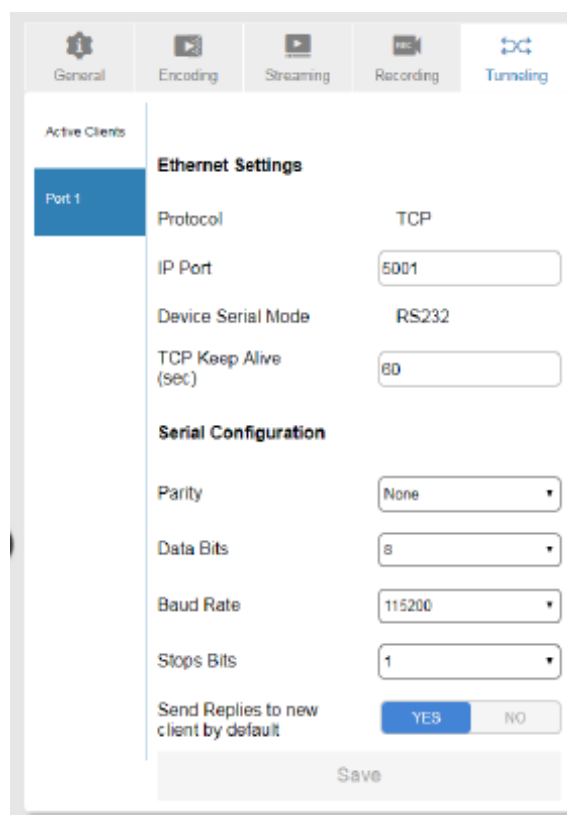 General Encoding Streaming REC Recording Tunneling
Active Clients
Port 1
Ethernet Settings
Protocol TCP
IP Port 5001
Device Serial Mode RS232
TCP Keep Alive
(sec) 60
Serial Configuration
Parity None
Data Bits 8
Baud Rate 115200
Stops Bits 1
Send Replies to new
client by default YES NO
Save